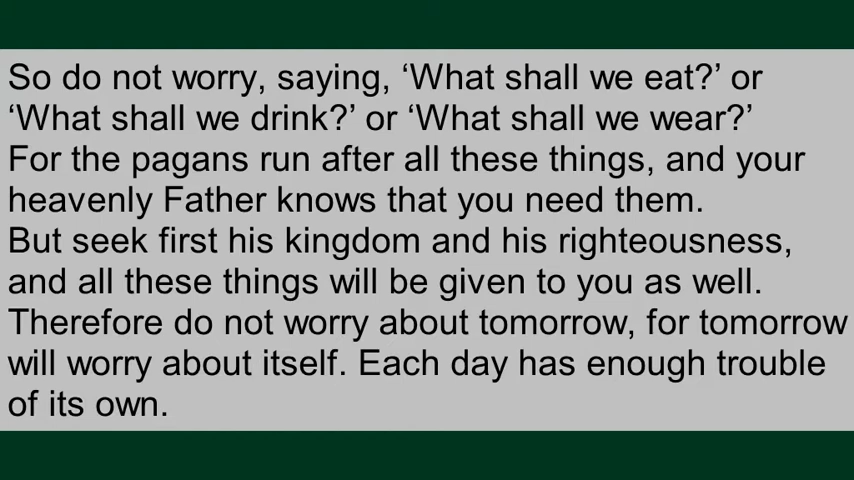 So do not worry, saying, ‘What shall we eat?’ or
‘What shall we drink?’ or ‘What shall we wear?’
For the pagans run after all these things, and your
heavenly Father knows that you need them.
But seek first his kingdom and his righteousness,
and all these things will be given to you as well.
Therefore do not worry about tomorrow, for tomorrow
will worry about itself. Each day has enough trouble
of its own.